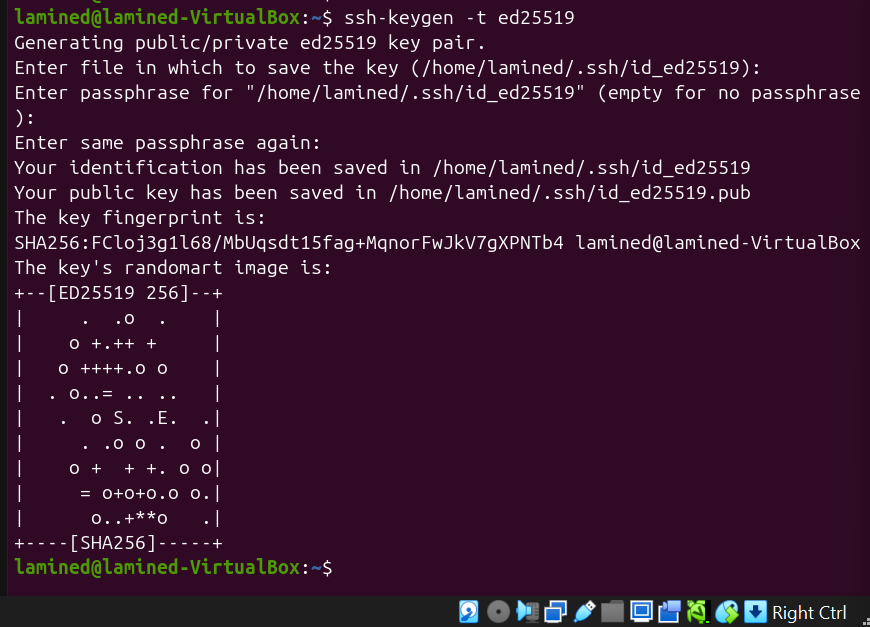 lamined@lamined-VirtualBox:~$ ssh-keygen -t ed25519
Generating public/private ed25519 key pair.
Enter file in which to save the key (/home/lamined/.ssh/id_ed25519):
Enter passphrase for "/home/lamined/.ssh/id_ed25519" (empty for no passphrase
):
Enter same passphrase again:
Your identification has been saved in /home/lamined/.ssh/id_ed25519
Your public key has been saved in /home/lamined/.ssh/id_ed25519.pub
The key fingerprint is:
SHA256:FCloj3g1l68/MbUqsdt15fag+MqnorFwJkV7gXPNTb4 lamined@lamined-VirtualBox
The key's randomart image is:
+--[ED25519 256]--+
|     .  .o  .    |
|    o +.++ +     |
|   o ++++.o o    |
|  . o..= .. ..   |
|   .  o S. .E.  .|
|     . .o o .  o |
|    o +  + +. o o|
|     = o+o+o.o o.|
|      o..+**o   .|
+----[SHA256]-----+
lamined@lamined-VirtualBox:~$
Right Ctrl